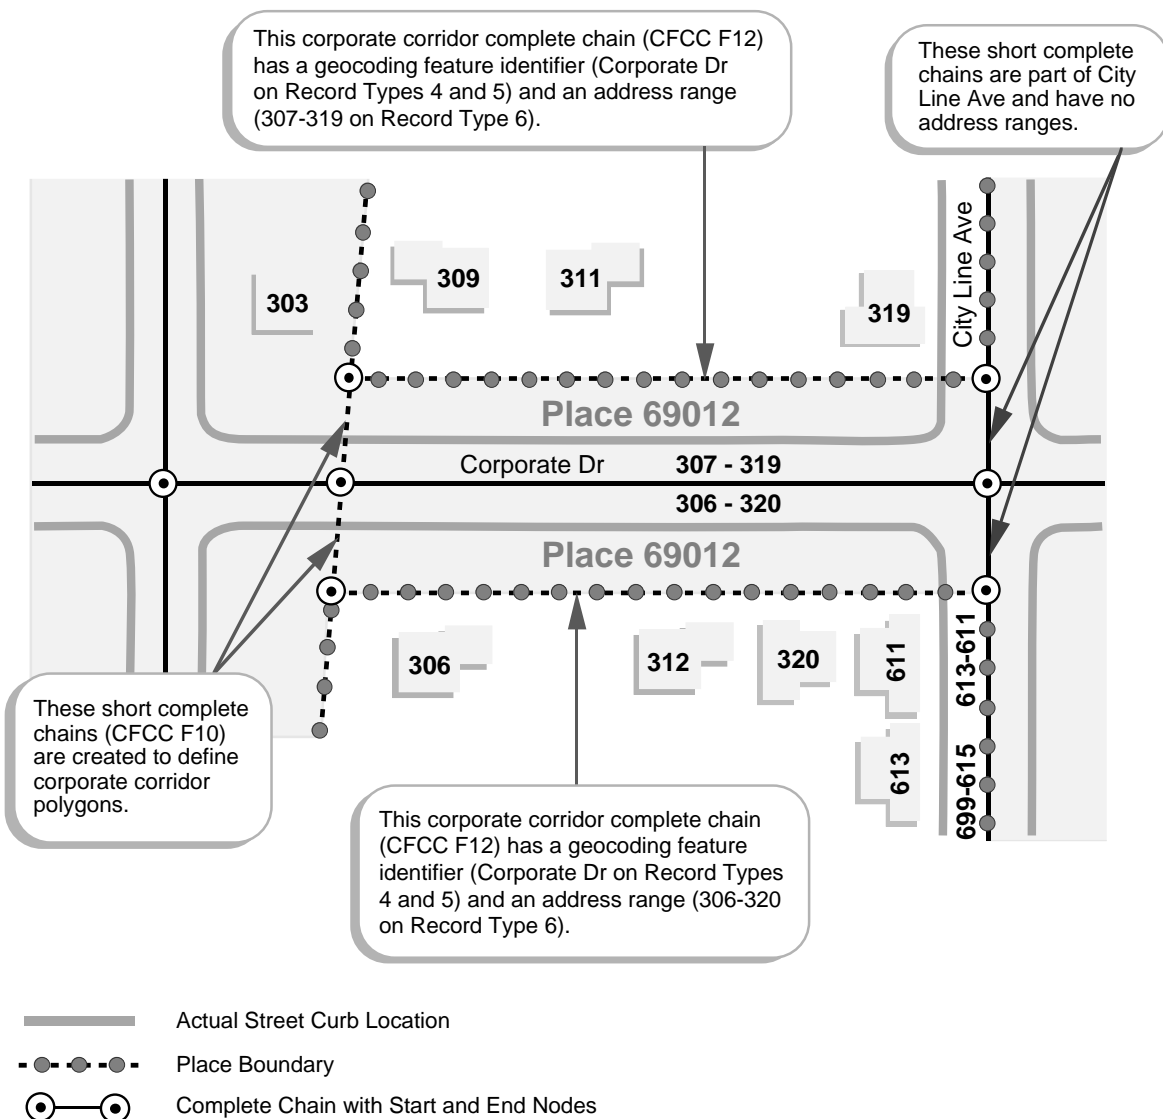 This corporate corridor complete chain (CFCC F12)
has a geocoding feature identifier (Corporate Dr
on Record Types 4 and 5) and an address range
(307-319 on Record Type 6).
These short complete
chains are part of City
Line Ave and have no
address ranges.
City Line Ave
303
309
311
319
Place 69012
Corporate Dr 307 - 319
306 - 320
Place 69012
306
312
320
611
613-611
613
699-615
These short complete
chains (CFCC F10)
are created to define
corporate corridor
polygons.
This corporate corridor complete chain
(CFCC F12) has a geocoding feature
identifier (Corporate Dr on Record Types
4 and 5) and an address range (306-320
on Record Type 6).
Actual Street Curb Location
Place Boundary
Complete Chain with Start and End Nodes